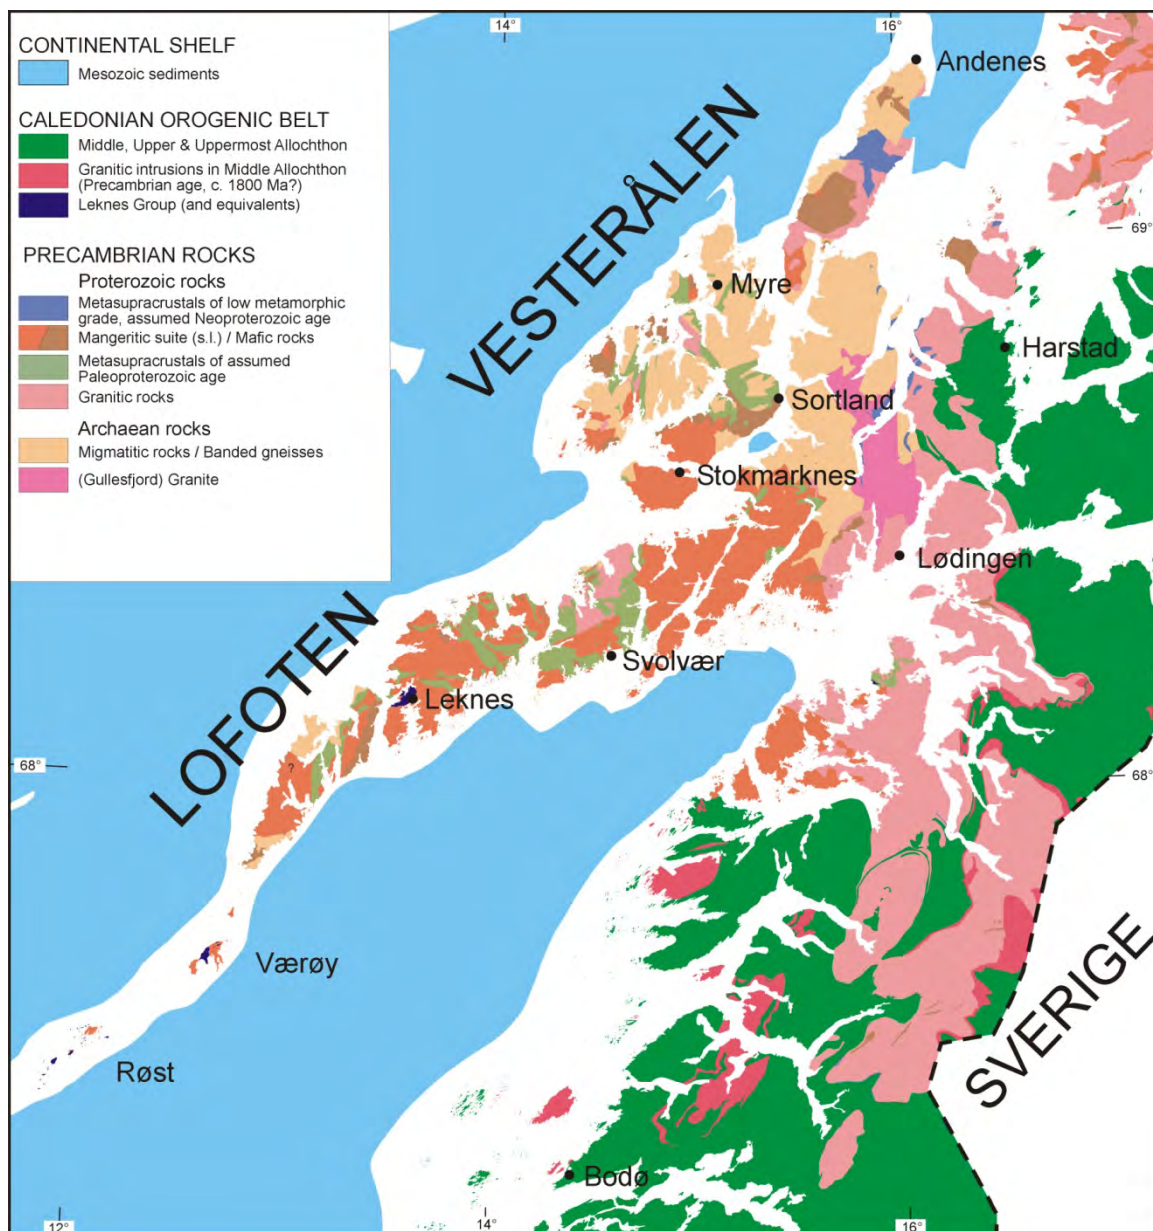 CONTINENTAL SHELF
Mesozoic sediments
CALEDONIAN OROGENIC BELT
Middle, Upper & Uppermost Allochthon
Granitic intrusions in Middle Allochthon
(Precambrian age, c. 1800 Ma?)
Leknes Group (and equivalents)
PRECAMBRIAN ROCKS
Proterozoic rocks
Metasupracrustals of low metamorphic
grade, assumed Neoproterozoic age
Mangeritic suite (s.l.) / Mafic rocks
Metasupracrustals of assumed
Paleoproterozoic age
Granitic rocks
Archaean rocks
Migmatitic rocks / Banded gneisses
(Gullesfjord) Granite
14°
16°
Andenes
VESTERÅLEN
69°
Myre
Harstad
Sortland
Stokmarknes
Lødingen
LOFOTEN
Svolvær
Leknes
68°
?
68°
Værøy
SVERIGE
Røst
Bodø
12°
14°
16°